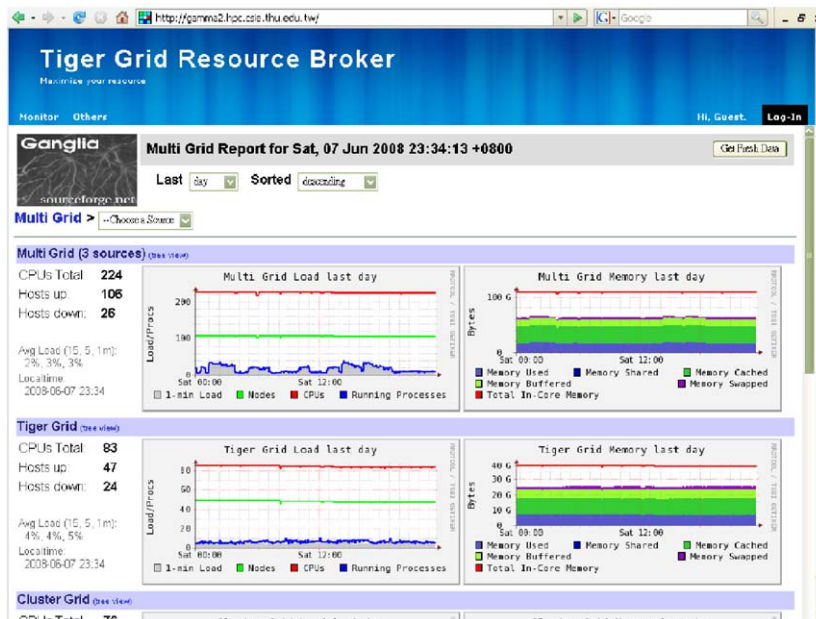 http://gamma2.hpc.csie.thu.edu.tw/
Google
Tiger Grid Resource Broker
Maximize your resource
Monitor Others
Hi, Guest. Log-In
Ganglia
sourceforge.net
Multi Grid Report for Sat, 07 Jun 2008 23:34:13 +0800
Get Fresh Data
Last day Sorted descending
Multi Grid > --Choose a Source
Multi Grid (3 sources) (tree view)
CPUs Total: 224
Hosts up: 106
Hosts down: 26
Avg Load (15, 5, 1m):
2%, 3%, 3%
Localtime:
2008-06-07 23:34
Multi Grid Load last day
Load/Procs
200
100
0
Sat 00:00 Sat 12:00
1-min Load Nodes CPUs Running Processes
Multi Grid Memory last day
Bytes
100 G
0
Sat 00:00 Sat 12:00
Memory Used Memory Shared Memory Cached
Memory Buffered Memory Swapped
Total In-Core Memory
Tiger Grid (tree view)
CPUs Total: 83
Hosts up: 47
Hosts down: 24
Avg Load (15, 5, 1m):
4%, 4%, 5%
Localtime:
2008-06-07 23:34
Tiger Grid Load last day
Load/Procs
80
60
40
20
0
Sat 00:00 Sat 12:00
1-min Load Nodes CPUs Running Processes
Tiger Grid Memory last day
Bytes
40 G
30 G
20 G
10 G
0
Sat 00:00 Sat 12:00
Memory Used Memory Shared Memory Cached
Memory Buffered Memory Swapped
Total In-Core Memory
Cluster Grid (tree view)